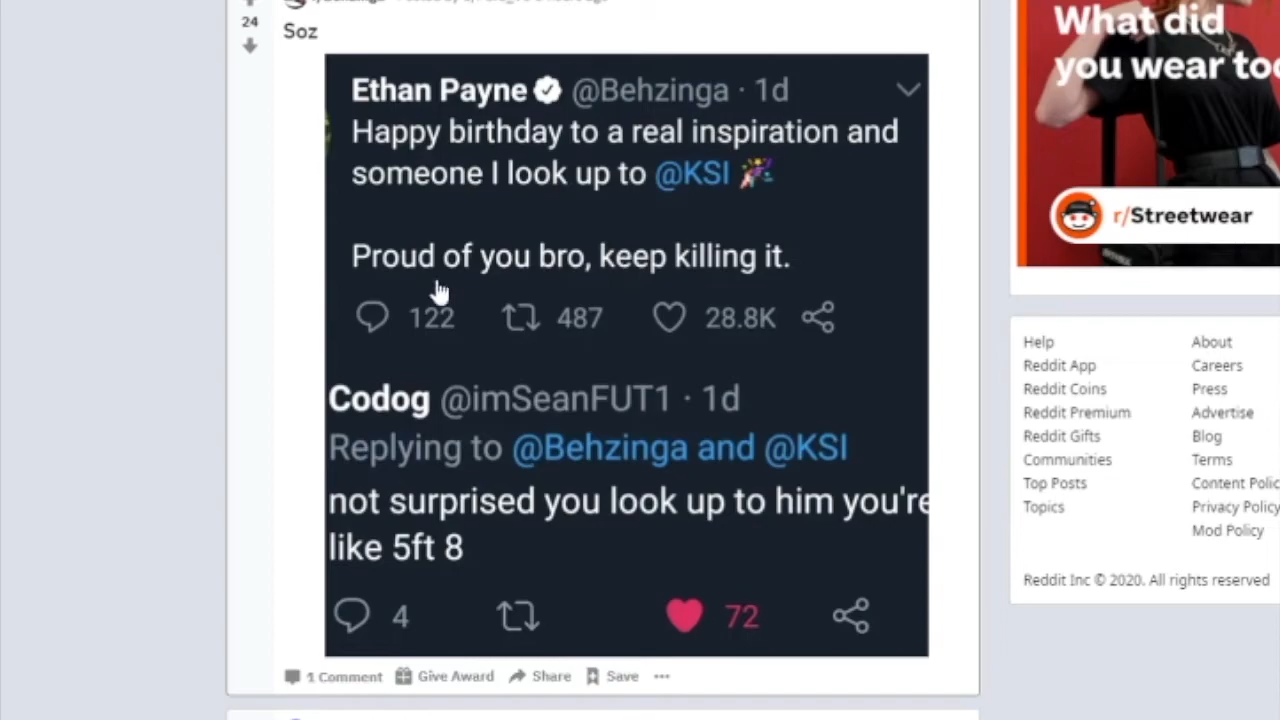 24
Soz
Ethan Payne @Behzinga · 1d
Happy birthday to a real inspiration and
someone I look up to @KSI 🎉
Proud of you bro, keep killing it.
122 487 28.8K
Codog @imSeanFUT1 · 1d
Replying to @Behzinga and @KSI
not surprised you look up to him you're
like 5ft 8
4 72
1 Comment Give Award Share Save ···
What did
you wear
r/Streetwear
Help About
Reddit App Careers
Reddit Coins Press
Reddit Premium Advertise
Reddit Gifts Blog
Communities Terms
Top Posts Content
Topics Privacy Policy
Mod Policy
Reddit Inc © 2020. All rights reserved